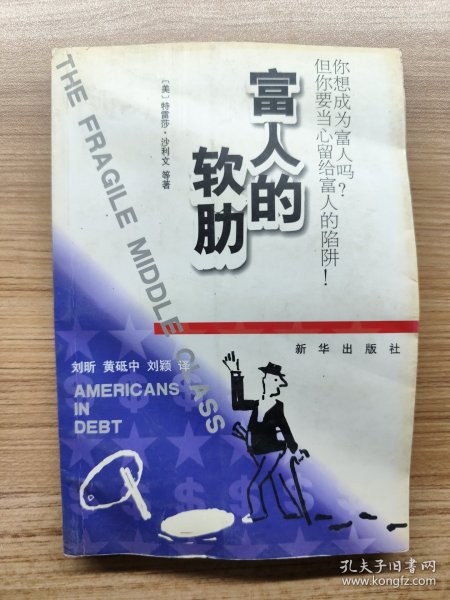 你想成为富人吗？
但你要当心留给富人的陷阱！
富人的
软肋
〔美〕特雷莎·沙利文 等著
THE FRAGILE MIDDLE CLASS
新华出版社
刘昕 黄砥中 刘颖 译
AMERICANS
IN
DEBT
孔夫子旧书网
www.kongfz.com